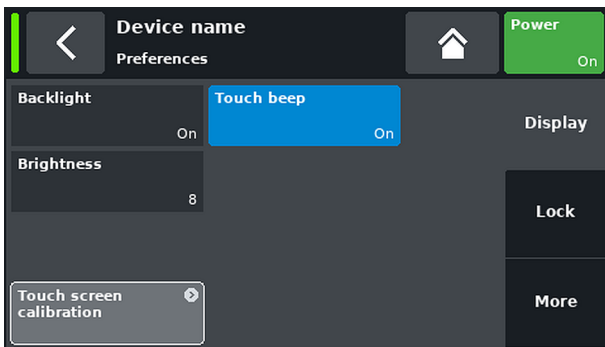 Device name
Preferences
Power
On
Backlight
On
Touch beep
On
Display
Brightness
8
Lock
Touch screen
calibration
More